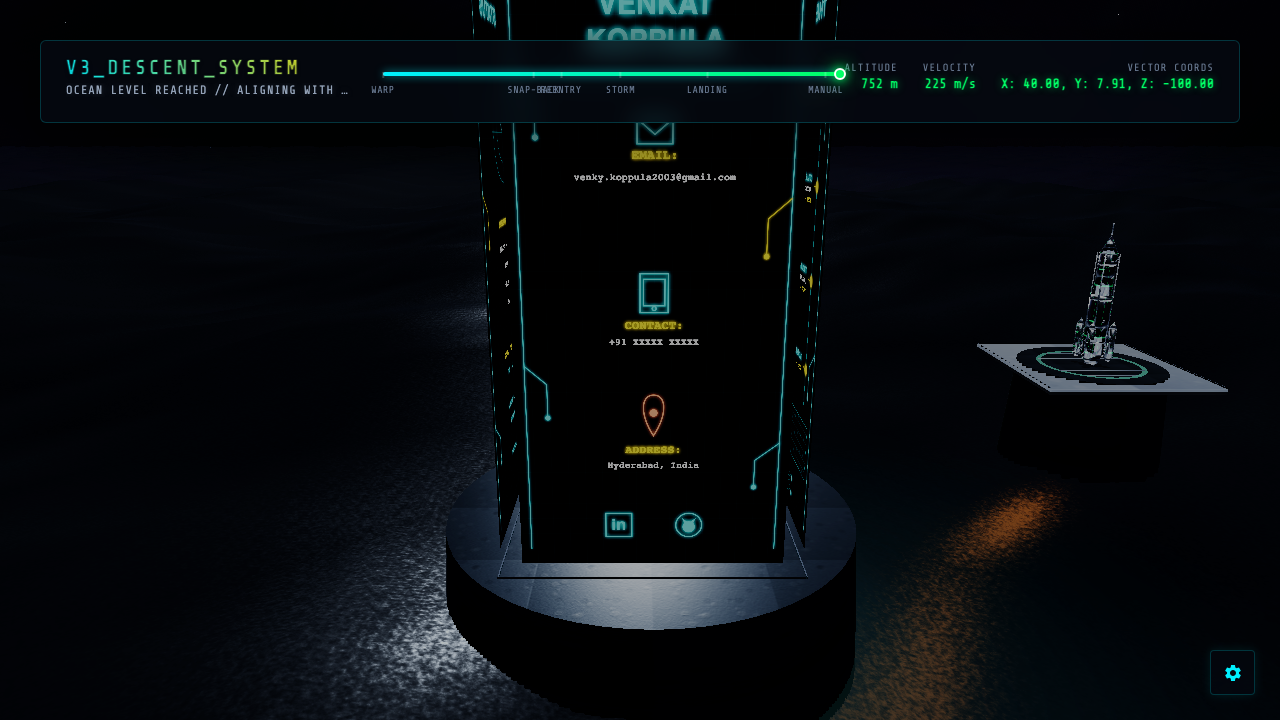 VENKAT
KOPPULA
V3_DESCENT_SYSTEM
OCEAN LEVEL REACHED // ALIGNING WITH …
WARP
STORM
LANDING
MANUAL
ALTITUDE
752 m
VELOCITY
225 m/s
VECTOR COORDS
X: 40.00, Y: 7.91, Z: -100.00
EMAIL:
venky.koppula2003@gmail.com
CONTACT:
+91 XXXXX XXXXX
ADDRESS:
Hyderabad, India
in